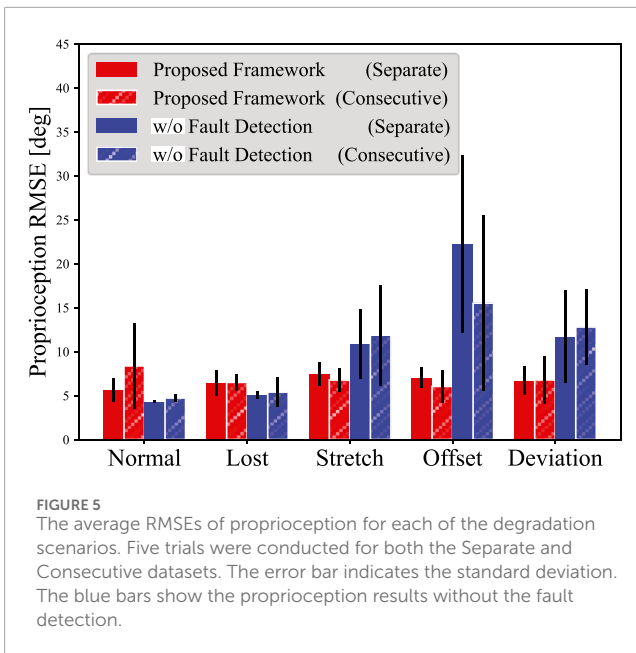 45
40
35
30
25
20
15
10
5
0
Proprioception RMSE [deg]
Proposed Framework (Separate)
Proposed Framework (Consecutive)
w/o Fault Detection (Separate)
w/o Fault Detection (Consecutive)
Normal Lost Stretch Offset Deviation
FIGURE 5
The average RMSEs of proprioception for each of the degradation
scenarios. Five trials were conducted for both the Separate and
Consecutive datasets. The error bar indicates the standard deviation.
The blue bars show the proprioception results without the fault
detection.